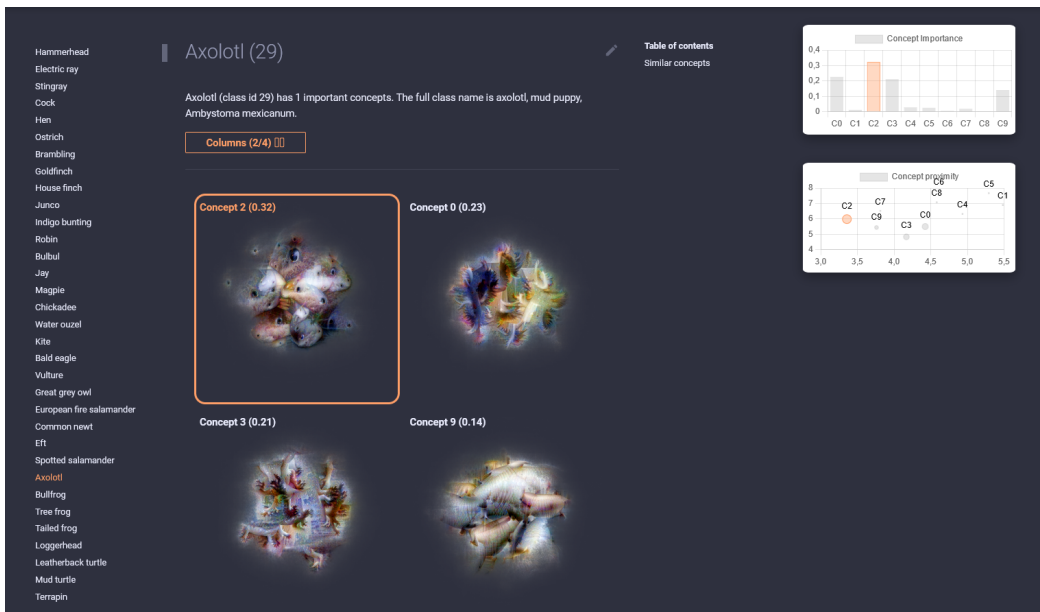 Hammerhead
Electric ray
Stingray
Cock
Hen
Ostrich
Brambling
Goldfinch
House finch
Junco
Indigo bunting
Robin
Bulbul
Jay
Magpie
Chickadee
Water ouzel
Kite
Bald eagle
Vulture
Great grey owl
European fire salamander
Common newt
Eft
Spotted salamander
Axolotl
Bullfrog
Tree frog
Tailed frog
Loggerhead
Leatherback turtle
Mud turtle
Terrapin
Axolotl (29)
Axolotl (class id 29) has 1 important concepts. The full class name is axolotl, mud puppy,
Ambystoma mexicanum.
Columns (2/4)
Concept 2 (0.32)
Concept 0 (0.23)
Concept 3 (0.21)
Concept 9 (0.14)
Table of contents
Similar concepts
Concept Importance
0,4
0,3
0,2
0,1
0
C0 C1 C2 C3 C4 C5 C6 C7 C8 C9
Concept proximity
8
7
6
5
4
C6
C5
C8
C1
C2
C7
C4
C9
C0
C3
3,0 3,5 4,0 4,5 5,0 5,5